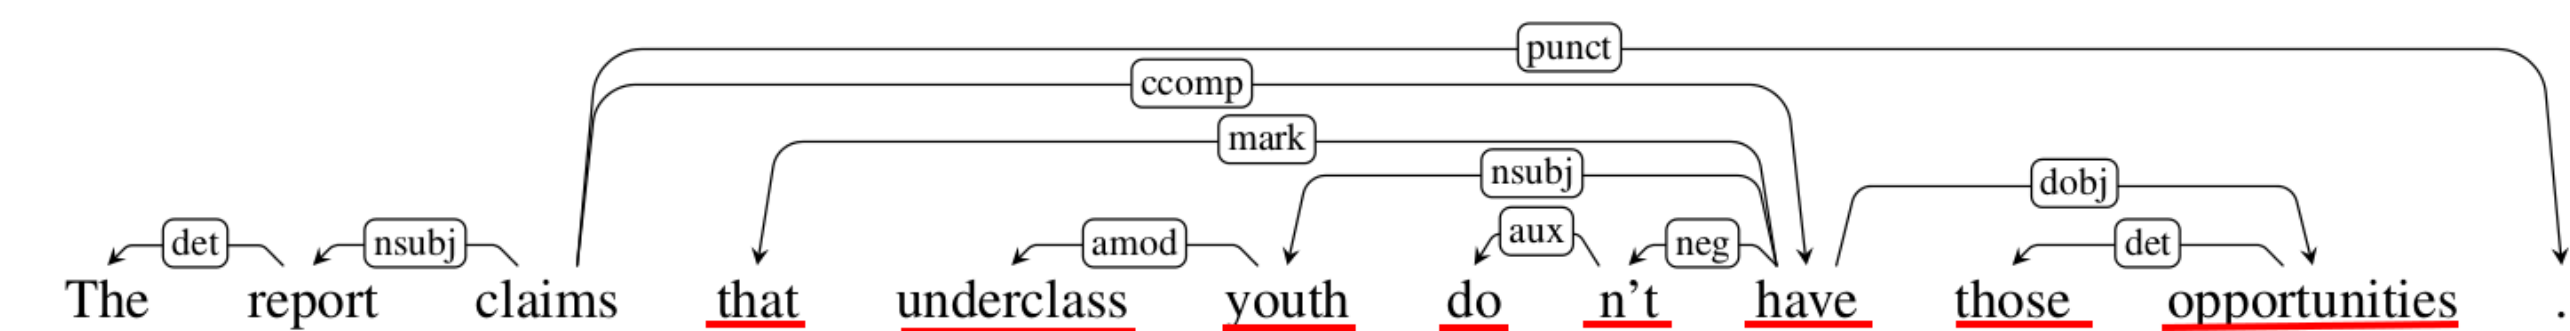 punct
ccomp
mark
nsubj
dobj
aux
det nsubj amod neg det
The report claims that underclass youth do n't have those opportunities .